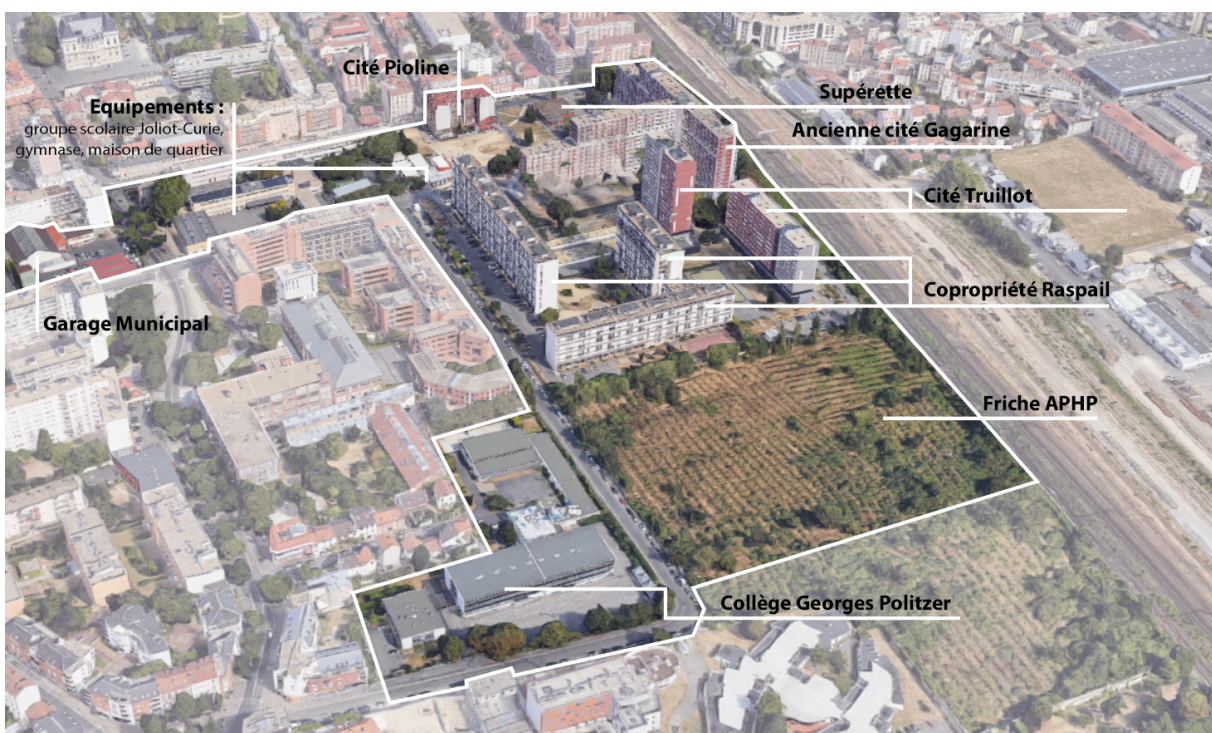 Cité Pioline
Supérette
Equipements :
groupe scolaire Joliot-Curie,
gymnase, maison de quartier
Ancienne cité Gagarine
Cité Truillot
Copropriété Raspail
Garage Municipal
Friche APHP
Collège Georges Politzer